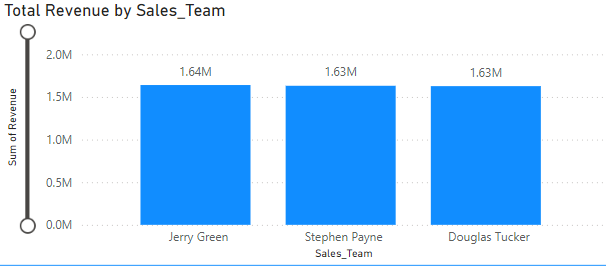 Total Revenue by Sales_Team
Sum of Revenue
2.0M
1.5M
1.0M
0.5M
0.0M
1.64M
1.63M
1.63M
Jerry Green
Stephen Payne
Douglas Tucker
Sales_Team